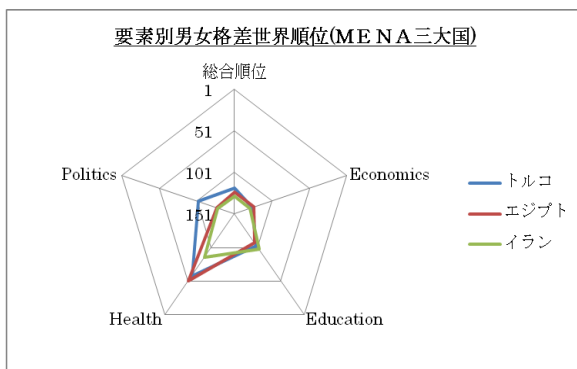 要素別男女格差世界順位(ＭＥＮＡ三大国)
総合順位
1
51
101
151
Politics
Economics
Health
Education
トルコ
エジプト
イラン